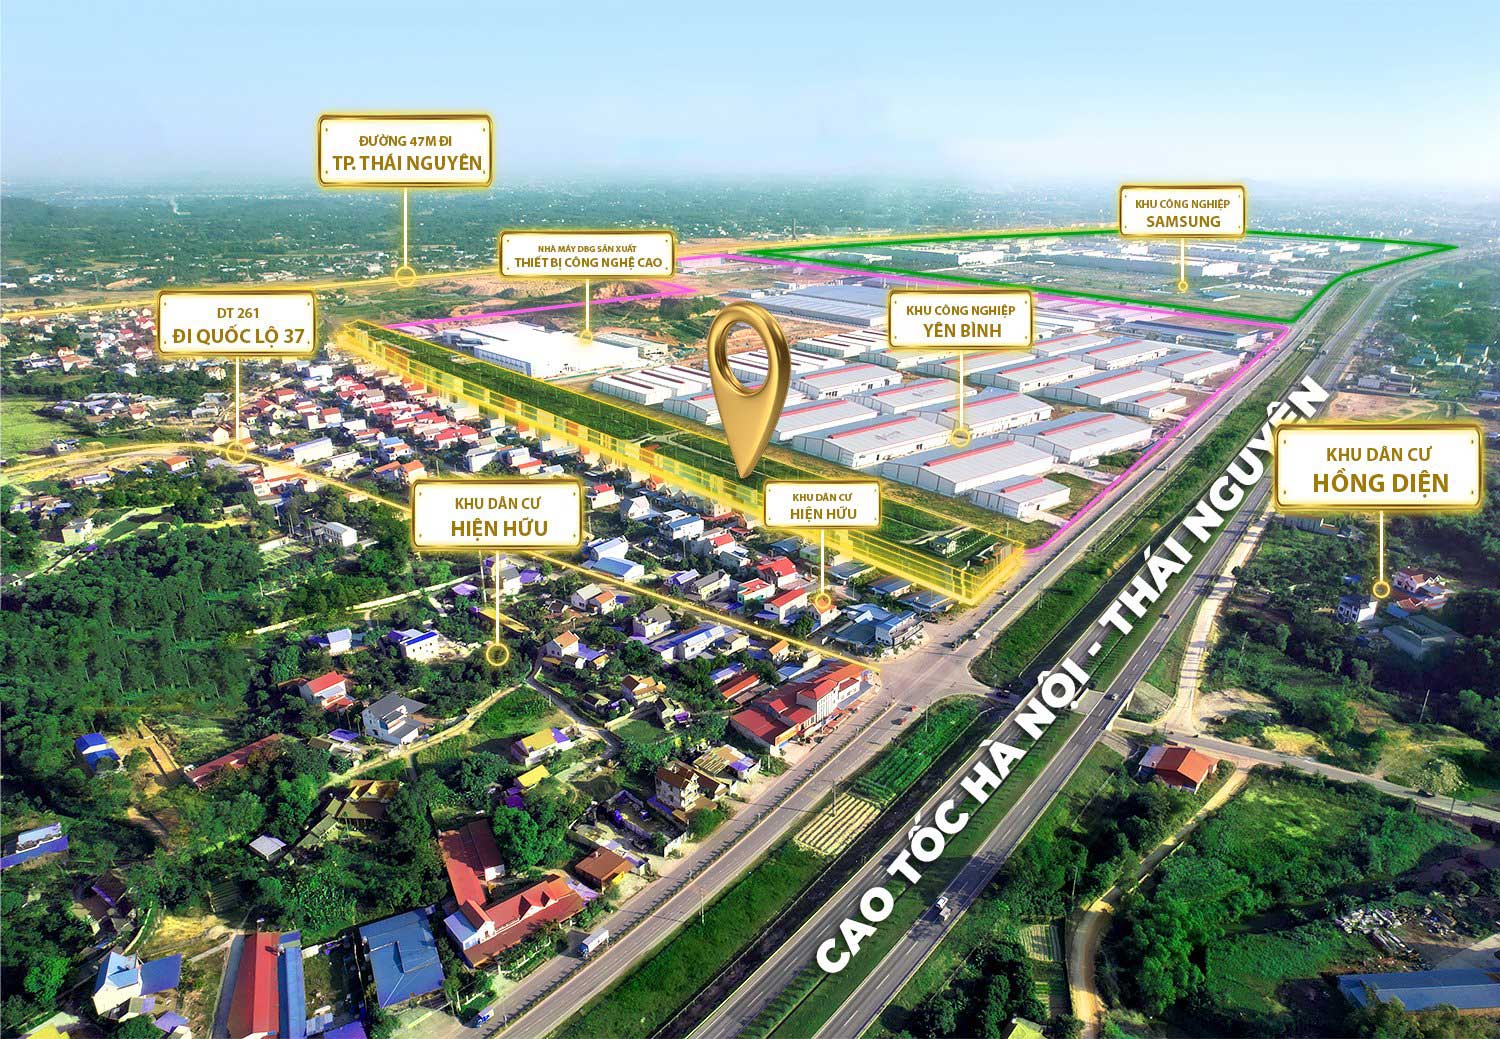 ĐƯỜNG 47M ĐI
TP. THÁI NGUYÊN
KHU CÔNG NGHIỆP
SAMSUNG
NHÀ MÁY DBG SẢN XUẤT
THIẾT BỊ CÔNG NGHỆ CAO
DT 261
ĐI QUỐC LỘ 37
KHU CÔNG NGHIỆP
YÊN BÌNH
KHU DÂN CƯ
HỒNG DIỆN
KHU DÂN CƯ
HIỆN HỮU
KHU DÂN CƯ
HIỆN HỮU
CAO TỐC HÀ NỘI - THÁI NGUYÊN